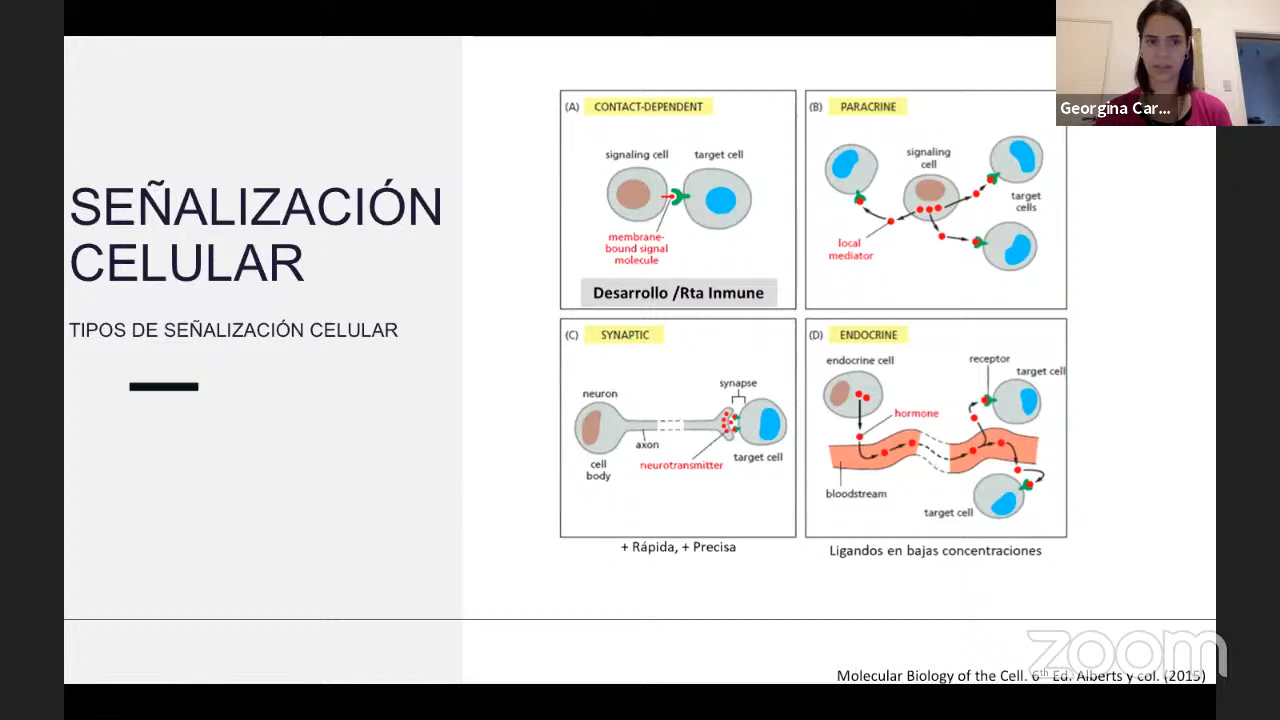 SEÑALIZACIÓN
CELULAR
TIPOS DE SEÑALIZACIÓN CELULAR
(A) CONTACT-DEPENDENT
signaling cell target cell
membrane-
bound signal
molecule
Desarrollo /Rta Inmune
(B) PARACRINE
signaling
cell
target
cells
local
mediator
(C) SYNAPTIC
synapse
neuron
axon
target cell
cell
body
neurotransmitter
+ Rápida, + Precisa
(D) ENDOCRINE
endocrine cell
receptor
target cell
hormone
bloodstream
target cell
Ligandos en bajas concentraciones
Molecular Biology of the Cell. 6th Ed. Alberts y col. (2015)
zoom
Georgina Car...